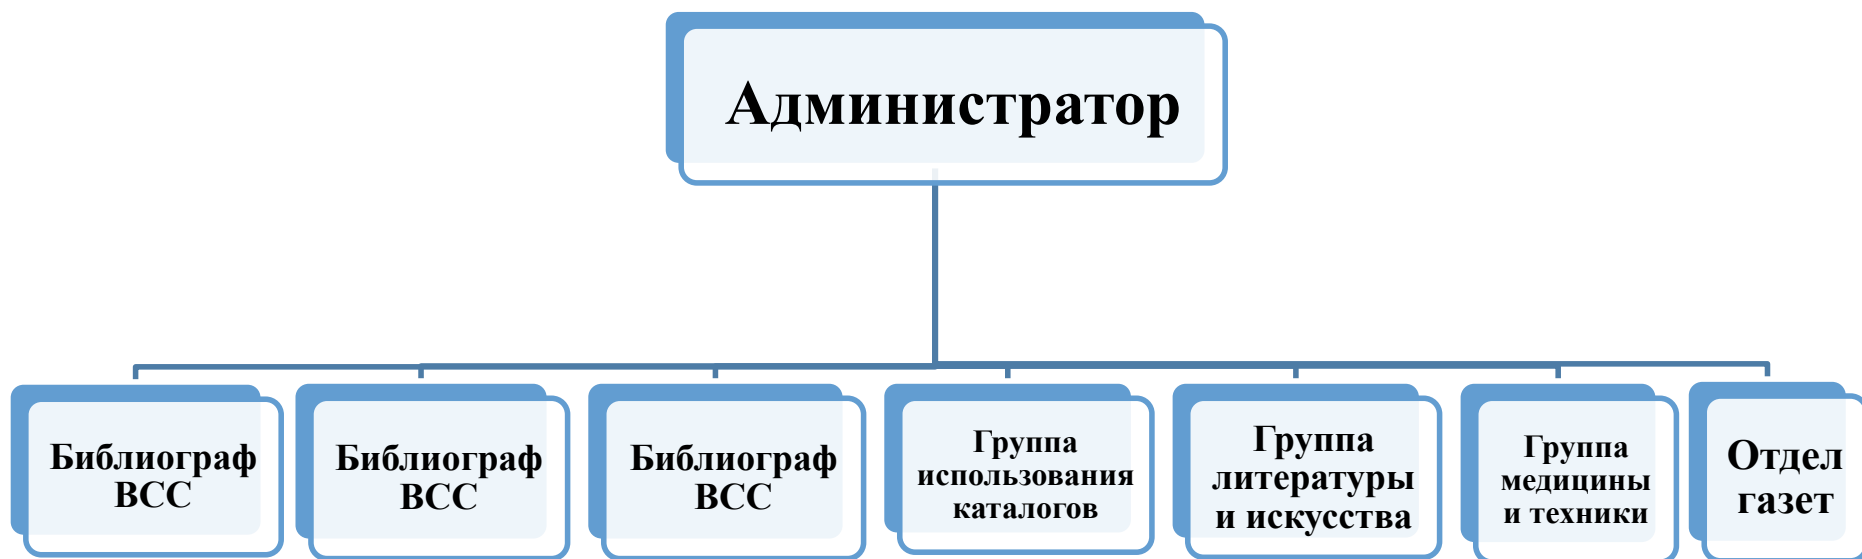 Администратор
Библиограф
ВСС
Библиограф
ВСС
Библиограф
ВСС
Группа
использования
каталогов
Группа
литературы
и искусства
Группа
медицины
и техники
Отдел
газет